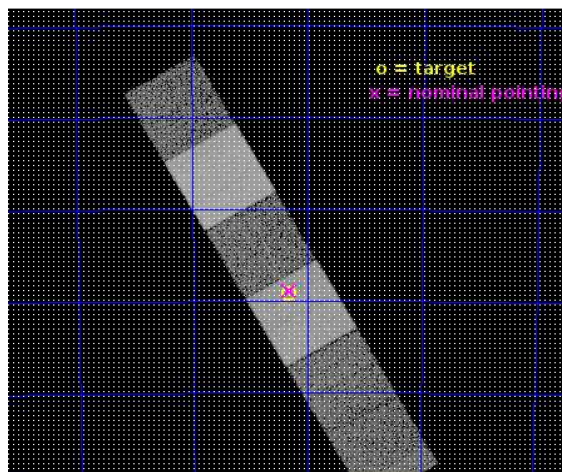 o = target
x = nominal pointing